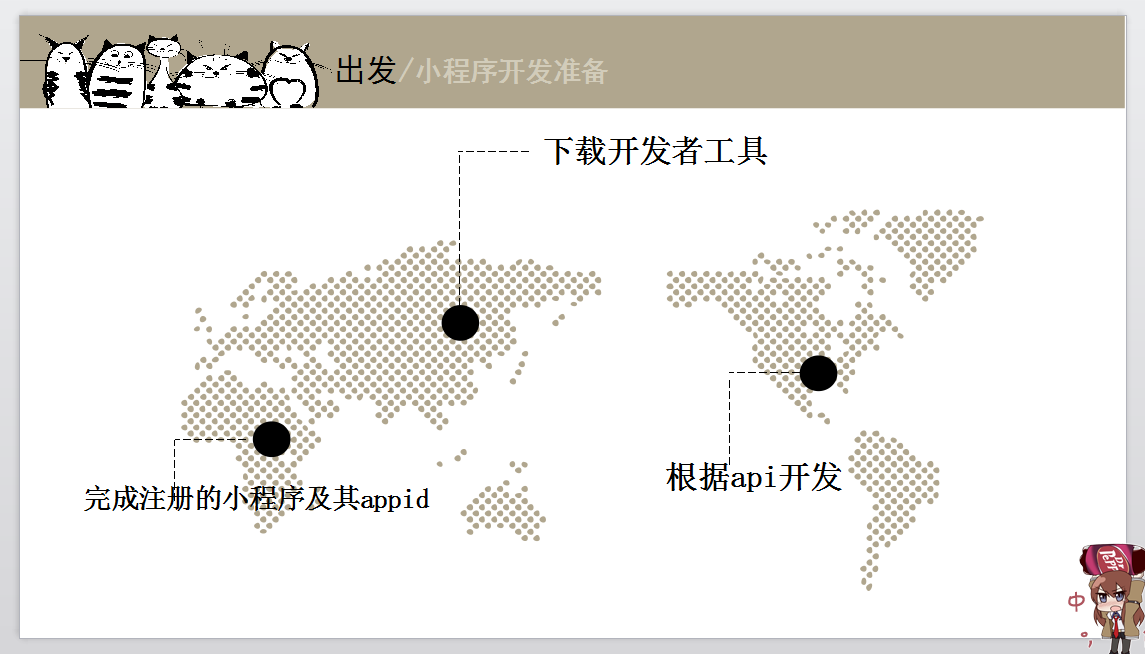 出发/小程序开发准备
下载开发者工具
根据api开发
完成注册的小程序及其appid
Dr Pepper
中